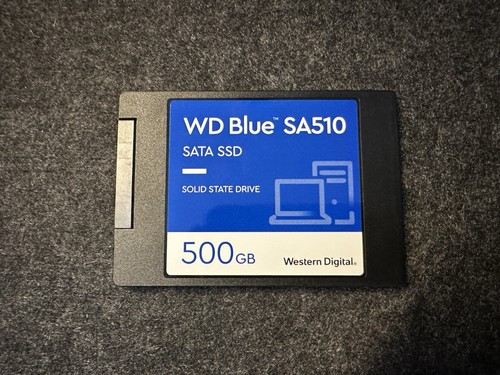 WD Blue™ SA510
SATA SSD
SOLID STATE DRIVE
500GB
Western Digital®